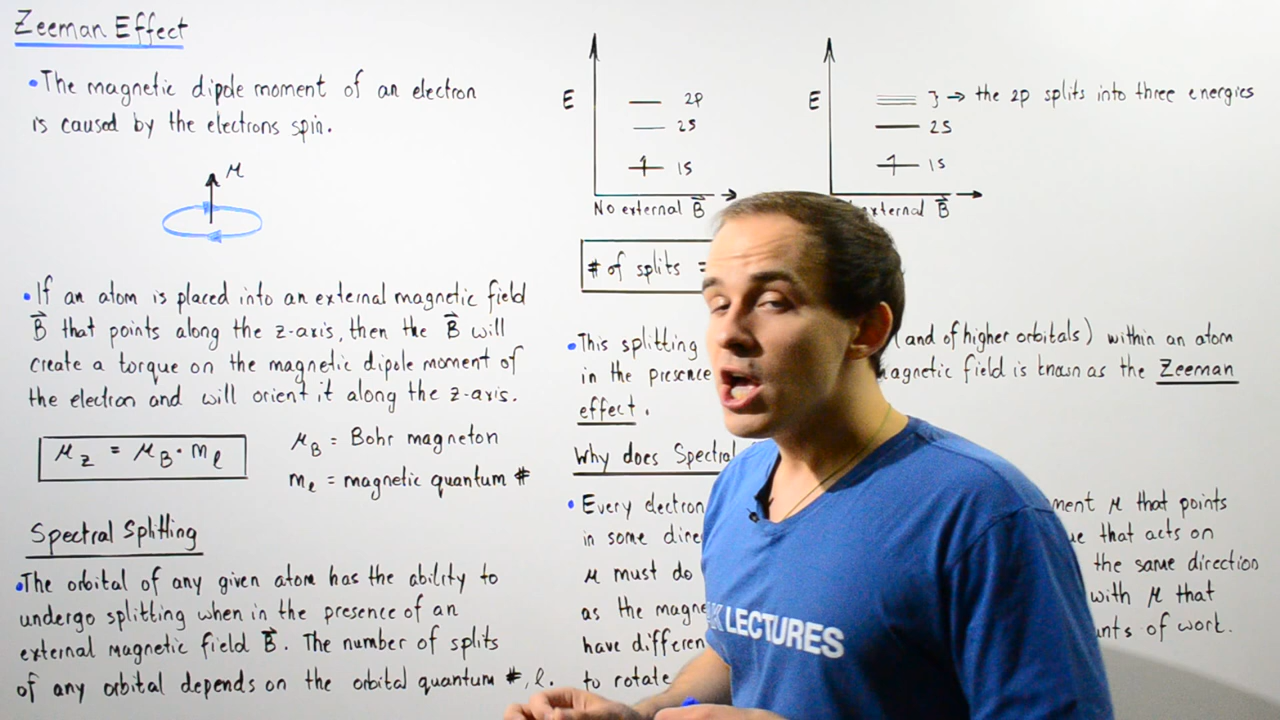 Zeeman Effect
•The magnetic dipole moment of an electron
is caused by the electrons spin.
μ
•If an atom is placed into an external magnetic field
B⃗ that points along the z-axis, then the B⃗ will
create a torque on the magnetic dipole moment of
the electron and will orient it along the z-axis.
μz = μB · mℓ
μB = Bohr magneton
mℓ = magnetic quantum #
Spectral Splitting
•The orbital of any given atom has the ability to
undergo splitting when in the presence of an
external magnetic field B⃗. The number of splits
of any orbital depends on the orbital quantum #, ℓ.
E
2p
2s
1s
No external B⃗
E
} → the 2p splits into three energies
2s
1s
external B⃗
# of splits =
•This splitting (and of higher orbitals) within an atom
in the presence magnetic field is known as the Zeeman
effect.
Why does Spectral
•Every electron moment μ that points
in some that acts on
μ must do the same direction
as the with μ that
have of work.
to rotate
LECTURES